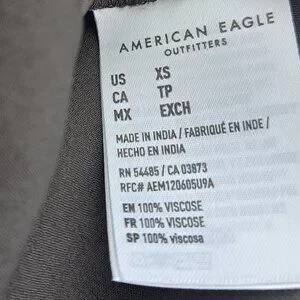 AMERICAN EAGLE
OUTFITTERS
US XS
CA TP
MX EXCH
MADE IN INDIA / FABRIQUÉ EN INDE /
HECHO EN INDIA
RN 54485 / CA 03873
RFC# AEM120605U9A
EN 100% VISCOSE
FR 100% VISCOSE
SP 100% viscosa